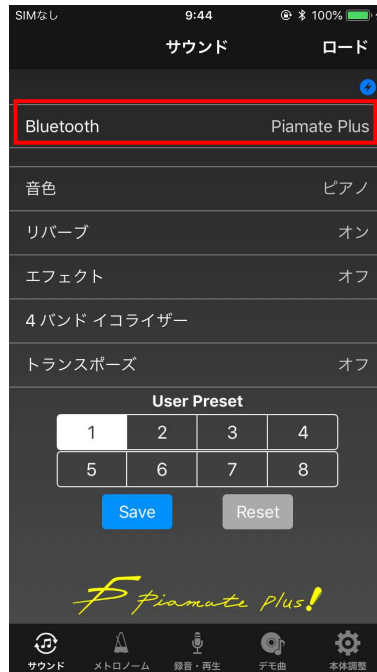 SIMなし 9:44 100%
サウンド ロード
Bluetooth Piamate Plus
音色 ピアノ
リバーブ オン
エフェクト オフ
4 バンド イコライザー
トランスポーズ オフ
User Preset
1 2 3 4
5 6 7 8
Save Reset
Piamate Plus!
サウンド メトロノーム 録音・再生 デモ曲 本体調整